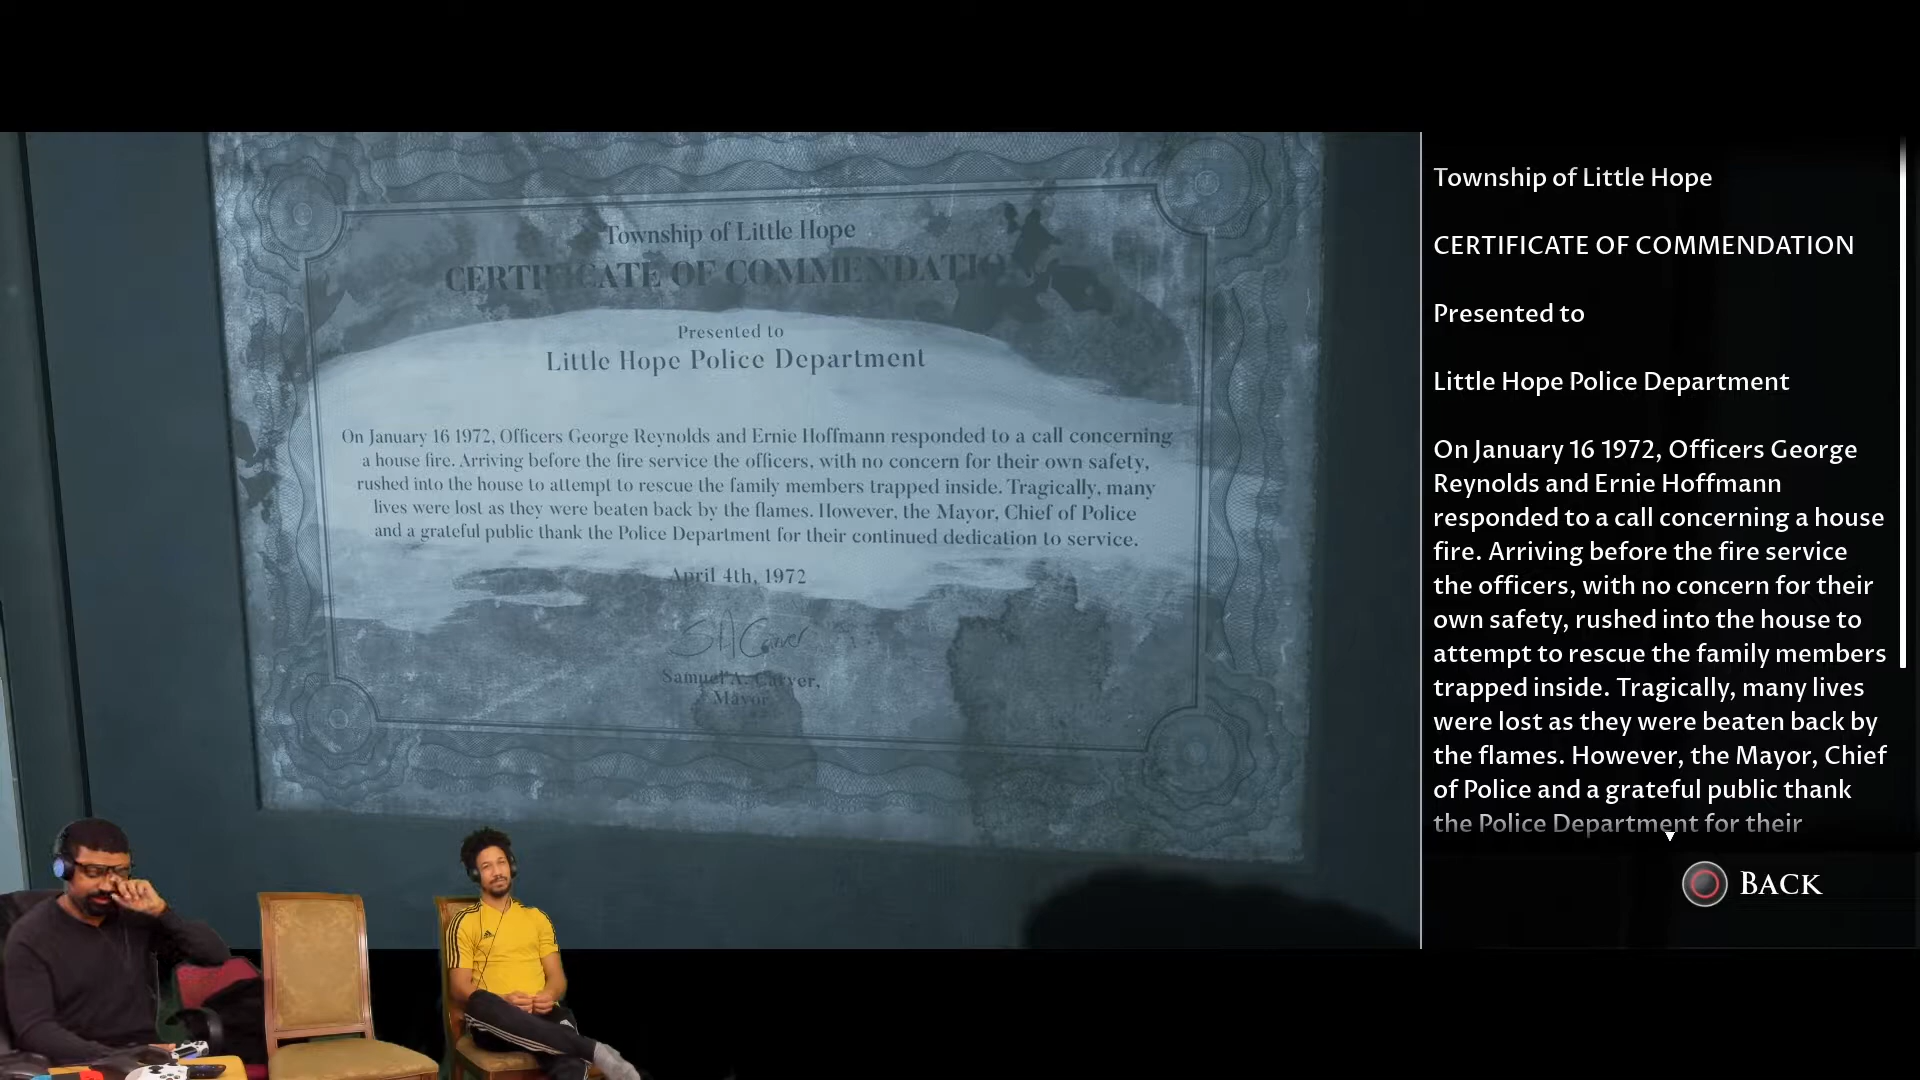 Township of Little Hope
CERTIFICATE OF COMMENDATIO
Presented to
Little Hope Police Department
On January 16 1972, Officers George Reynolds and Ernie Hoffmann responded to a call concerning
a house fire. Arriving before the fire service the officers, with no concern for their own safety,
rushed into the house to attempt to rescue the family members trapped inside. Tragically, many
lives were lost as they were beaten back by the flames. However, the Mayor, Chief of Police
and a grateful public thank the Police Department for their continued dedication to service.
April 4th, 1972
SACarver
Samuel A. Carver,
Mayor
Township of Little Hope
CERTIFICATE OF COMMENDATION
Presented to
Little Hope Police Department
On January 16 1972, Officers George
Reynolds and Ernie Hoffmann
responded to a call concerning a house
fire. Arriving before the fire service
the officers, with no concern for their
own safety, rushed into the house to
attempt to rescue the family members
trapped inside. Tragically, many lives
were lost as they were beaten back by
the flames. However, the Mayor, Chief
of Police and a grateful public thank
the Police Department for their
BACK